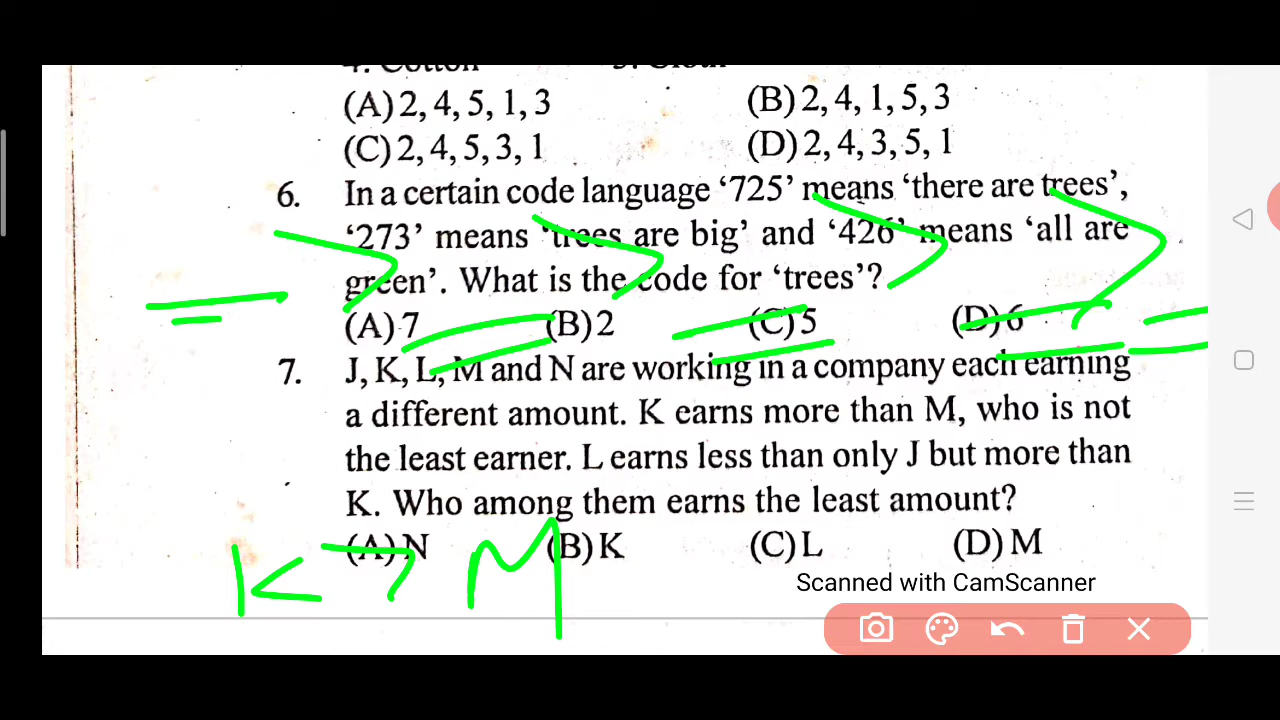 4. Cotton 5. Cloth
(A) 2, 4, 5, 1, 3 (B) 2, 4, 1, 5, 3
(C) 2, 4, 5, 3, 1 (D) 2, 4, 3, 5, 1
6. In a certain code language ‘725’ means ‘there are trees’,
‘273’ means ‘trees are big’ and ‘426’ means ‘all are
green’. What is the code for ‘trees’?
(A) 7 (B) 2 (C) 5 (D) 6
7. J, K, L, M and N are working in a company each earning
a different amount. K earns more than M, who is not
the least earner. L earns less than only J but more than
K. Who among them earns the least amount?
(A) N (B) K (C) L (D) M
K > M
Scanned with CamScanner